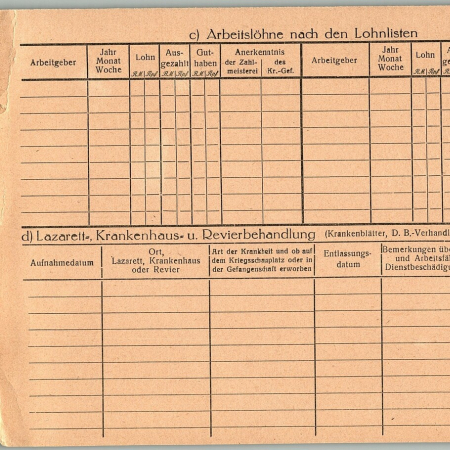 c) Arbeitslöhne nach den Lohnlisten
Arbeitgeber
Jahr
Monat
Woche
Lohn
RM Rpf
Aus-
gezahlt
RM Rpf
Gut-
haben
RM Rpf
Anerkenntnis
der Zahl-
meisterei
des
Kr.-Gef.
Arbeitgeber
Jahr
Monat
Woche
Lohn
RM Rpf
d) Lazarett-, Krankenhaus- u. Revierbehandlung (Krankenblätter, D. B.-Verhandl
Aufnahmedatum
Ort,
Lazarett, Krankenhaus
oder Revier
Art der Krankheit und ob auf
dem Kriegsschauplatz oder in
der Gefangenschaft erworben
Entlassungs-
datum
Bemerkungen üb
und Arbeitsfä
Dienstbeschädig